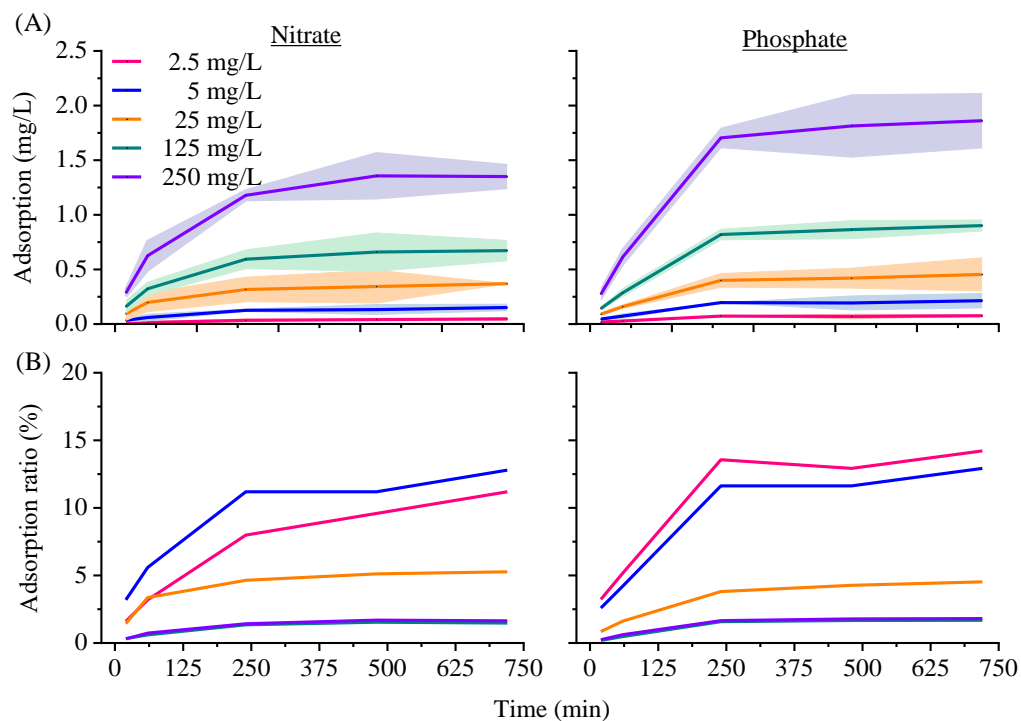 (A)
Nitrate
Phosphate
2.5 mg/L
5 mg/L
25 mg/L
125 mg/L
250 mg/L
Adsorption (mg/L)
2.5
2.0
1.5
1.0
0.5
0.0
(B)
Adsorption ratio (%)
20
15
10
5
0
0 125 250 375 500 625 750
0 125 250 375 500 625 750
Time (min)